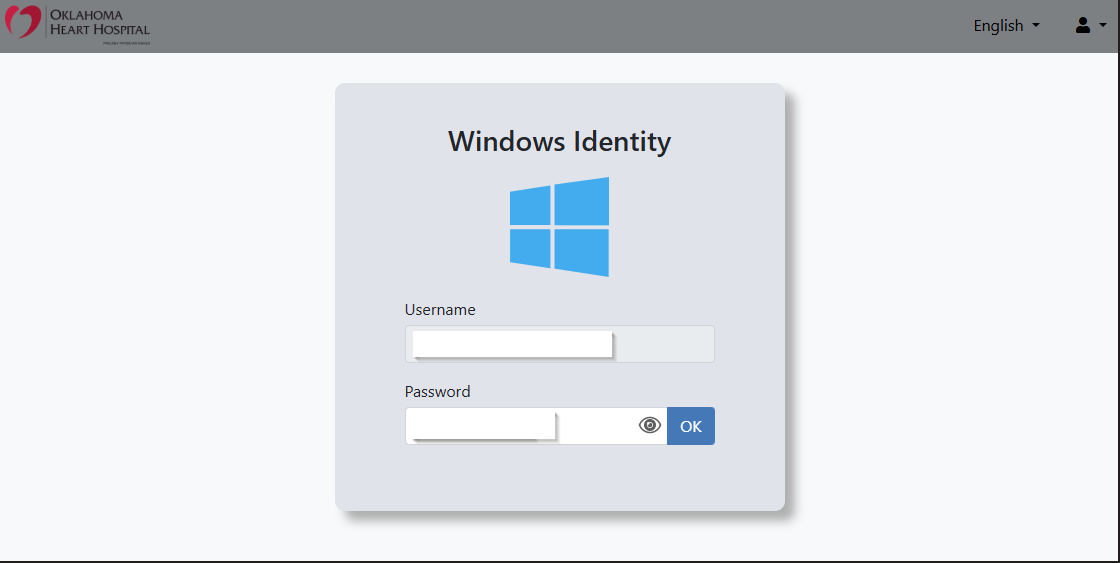 OKLAHOMA
HEART HOSPITAL
English
Windows Identity
Username
Password
OK